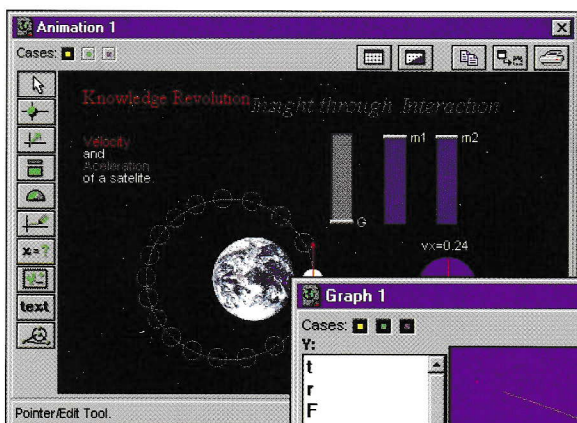 Animation 1
Cases:
Knowledge Revolution Insight through Interaction
Velocity
and
Aceleration
of a satelite.
m1
m2
G
vx=0.24
x=?
text
Graph 1
Cases:
Y:
t
r
F
Pointer/Edit Tool.